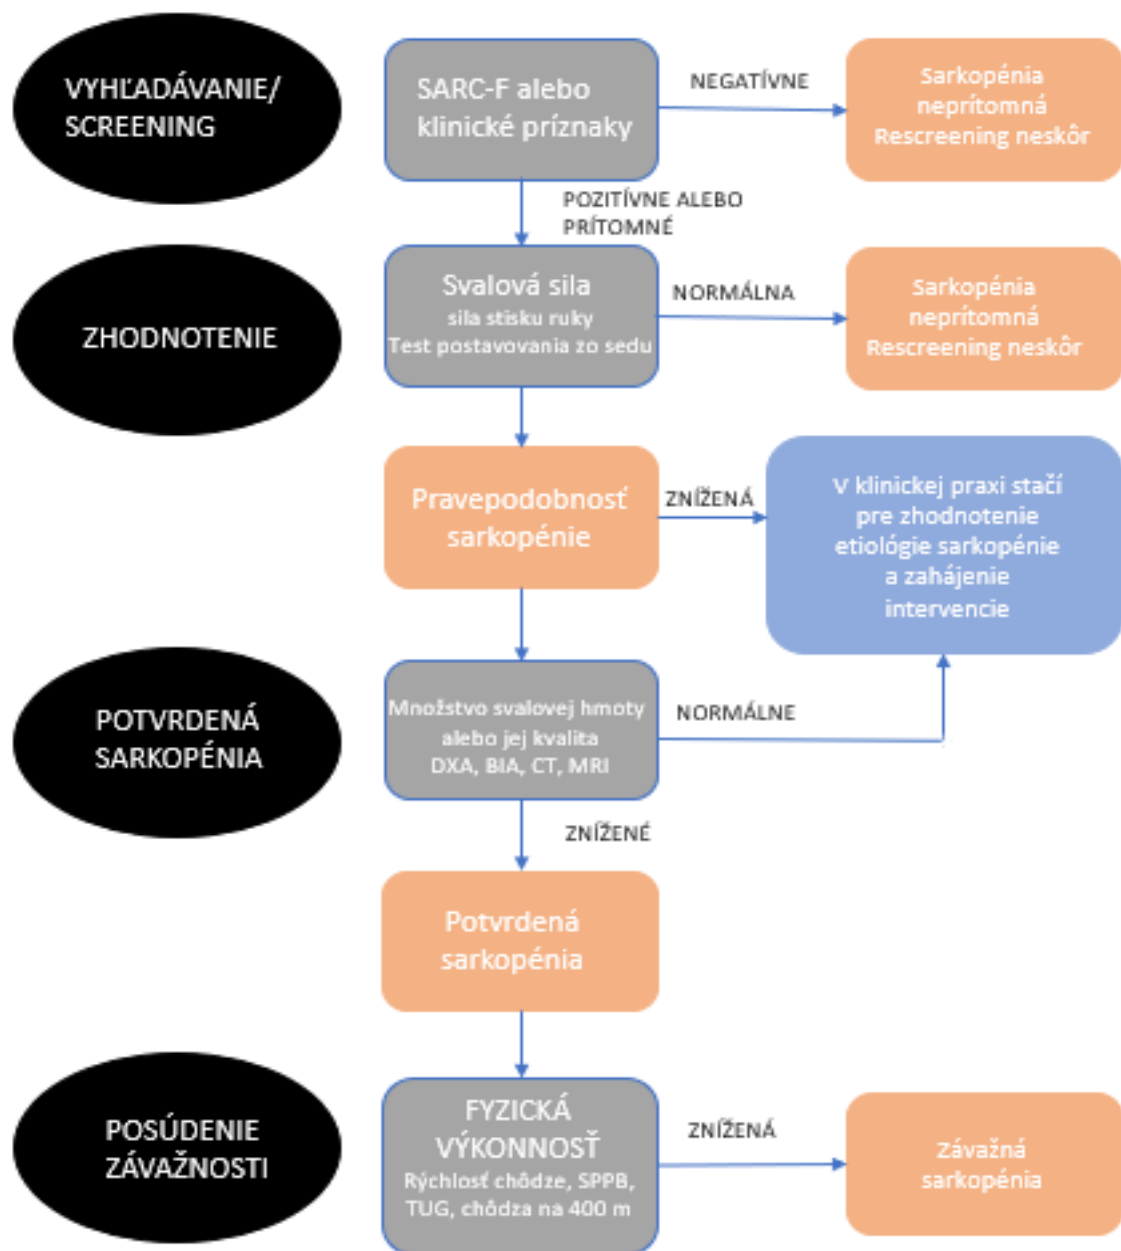 VYHĽADÁVANIE/
SCREENING
SARC-F alebo
klinické príznaky
NEGATÍVNE
Sarkopénia
neprítomná
Rescreening neskôr
POZITÍVNE ALEBO
PRÍTOMNÉ
ZHODNOTENIE
Svalová sila
sila stisku ruky
Test postavovania zo sedu
NORMÁLNA
Sarkopénia
neprítomná
Rescreening neskôr
Pravepodobnosť
sarkopénie
ZNÍŽENÁ
V klinickej praxi stačí
pre zhodnotenie
etiológie sarkopénie
a zahájenie
intervencie
POTVRDENÁ
SARKOPÉNIA
Množstvo svalovej hmoty
alebo jej kvalita
DXA, BIA, CT, MRI
NORMÁLNE
ZNÍŽENÉ
Potvrdená
sarkopénia
POSÚDENIE
ZÁVAŽNOSTI
FYZICKÁ
VÝKONNOSŤ
Rýchlosť chôdze, SPPB,
TUG, chôdza na 400 m
ZNÍŽENÁ
Závažná
sarkopénia